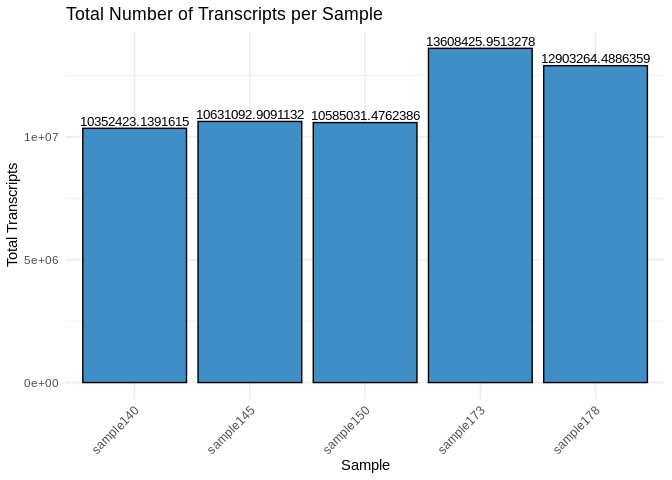 Total Number of Transcripts per Sample
13608425.9513278
12903264.4886359
10352423.1391615
10631092.9091132
10585031.4762386
1e+07
5e+06
0e+00
Total Transcripts
sample140
sample145
sample150
sample173
sample178
Sample